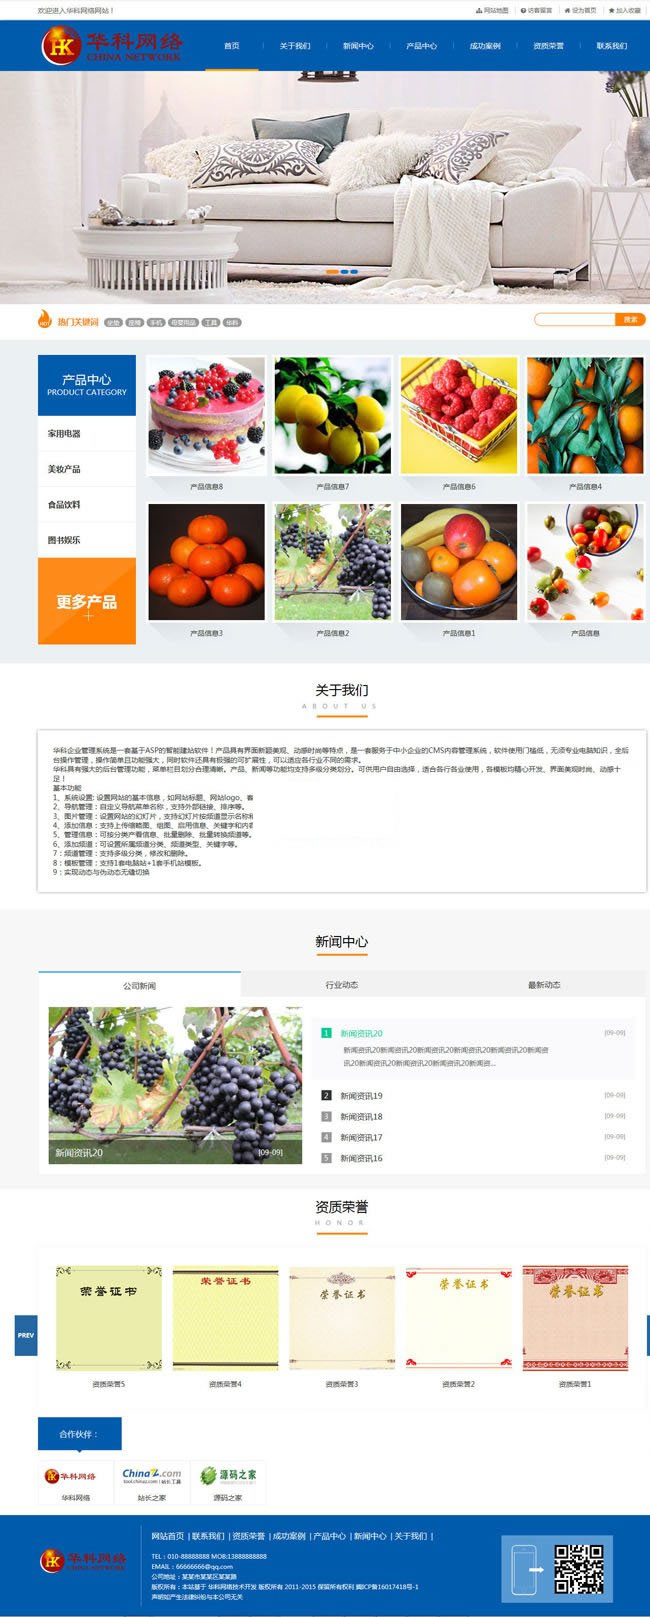 欢迎进入华科网络网站！
网站地图 访客留言 设为首页 加入收藏
HK 华科网络 CHINA NETWORK
首页 关于我们 新闻中心 产品中心 成功案例 资质荣誉 联系我们
HOT 热门关键词 手机 母婴用品 工具 华科
搜索
产品中心
PRODUCT CATEGORY
家用电器
美妆产品
食品饮料
图书娱乐
更多产品
产品信息8 产品信息7 产品信息6 产品信息4
产品信息3 产品信息2 产品信息1 产品信息
关于我们
ABOUT US
华科企业管理系统是一套基于ASP的智能建站软件！产品具有界面新颖美观、动感时尚等特点，是一套服务于中小企业的CMS内容管理系统，软件使用门槛低，无须专业电脑知识，全后
台操作管理，操作简单且功能强大，同时软件还具有极强的可扩展性，可以适应各行业不同的需求。
华科具有强大的后台管理功能，菜单栏目划分合理清晰。产品、新闻等功能均支持多级分类划分。可供用户自由选择，适合各行各业使用，各模板均精心开发、界面美观时尚、动感十
足！
基本功能
1、系统设置: 设置网站的基本信息，如网站标题、网站logo、
2、导航管理：自定义导航菜单名称，支持外部链接、排序等。
3、图片管理：设置网站的幻灯片，支持幻灯片按频道显示名称
4、添加信息：支持上传缩略图、组图、启用信息、关键字和内
5、管理信息：可按分类产看信息、批量删除、批量转换频道等。
6、添加频道：可设置所属频道分类、频道类型、关键字等。
7：频道管理：支持多级分类，修改和删除。
8：模板管理：支持1套电脑站+1套手机站模板。
9：实现动态与伪动态无缝切换
新闻中心
公司新闻 行业动态 最新动态
新闻资讯20 [09-09]
1 新闻资讯20 [09-09]
新闻资讯20新闻资讯20新闻资讯20新闻资讯20新闻资讯20新闻资
讯20新闻资讯20新闻资讯20新闻资讯20新闻资...
2 新闻资讯19 [09-09]
3 新闻资讯18 [09-09]
4 新闻资讯17 [09-09]
5 新闻资讯16 [09-09]
资质荣誉
HONOR
PREV
荣誉证书 荣誉证书 荣誉证书 荣誉证书 荣誉证书
资质荣誉5 资质荣誉4 资质荣誉3 资质荣誉2 资质荣誉1
合作伙伴：
HK 华科网络 ChinaZ.com tool.chinaz.com | 站长工具 源码之家
华科网络 站长之家 源码之家
HK 华科网络 CHINA NETWORK
网站首页 | 联系我们 | 资质荣誉 | 成功案例 | 产品中心 | 新闻中心 | 关于我们 |
TEL：010-88888888 MOB:13888888888
EMAIL：66666666@qq.com
公司地址：某某市某某区某某路
版权所有：本站基于 华科网络技术开发 版权所有 2011-2015 保留所有权利 冀ICP备16017418号-1
声明如产生法律纠纷与本公司无关